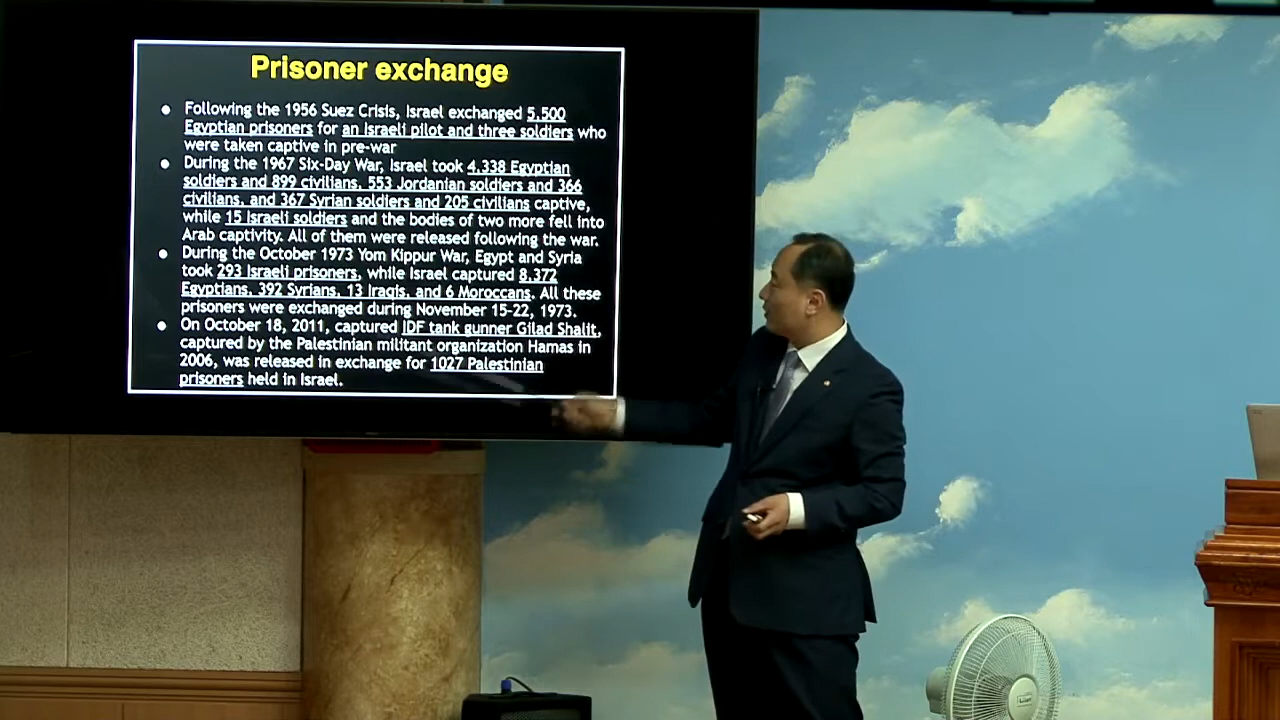 Prisoner exchange
● Following the 1956 Suez Crisis, Israel exchanged 5,500
Egyptian prisoners for an Israeli pilot and three soldiers who
were taken captive in pre-war
● During the 1967 Six-Day War, Israel took 4,338 Egyptian
soldiers and 899 civilians, 553 Jordanian soldiers and 366
civilians, and 367 Syrian soldiers and 205 civilians captive,
while 15 Israeli soldiers and the bodies of two more fell into
Arab captivity. All of them were released following the war.
● During the October 1973 Yom Kippur War, Egypt and Syria
took 293 Israeli prisoners, while Israel captured 8,372
Egyptians, 392 Syrians, 13 Iraqis, and 6 Moroccans. All these
prisoners were exchanged during November 15-22, 1973.
● On October 18, 2011, captured IDF tank gunner Gilad Shalit,
captured by the Palestinian militant organization Hamas in
2006, was released in exchange for 1027 Palestinian
prisoners held in Israel.